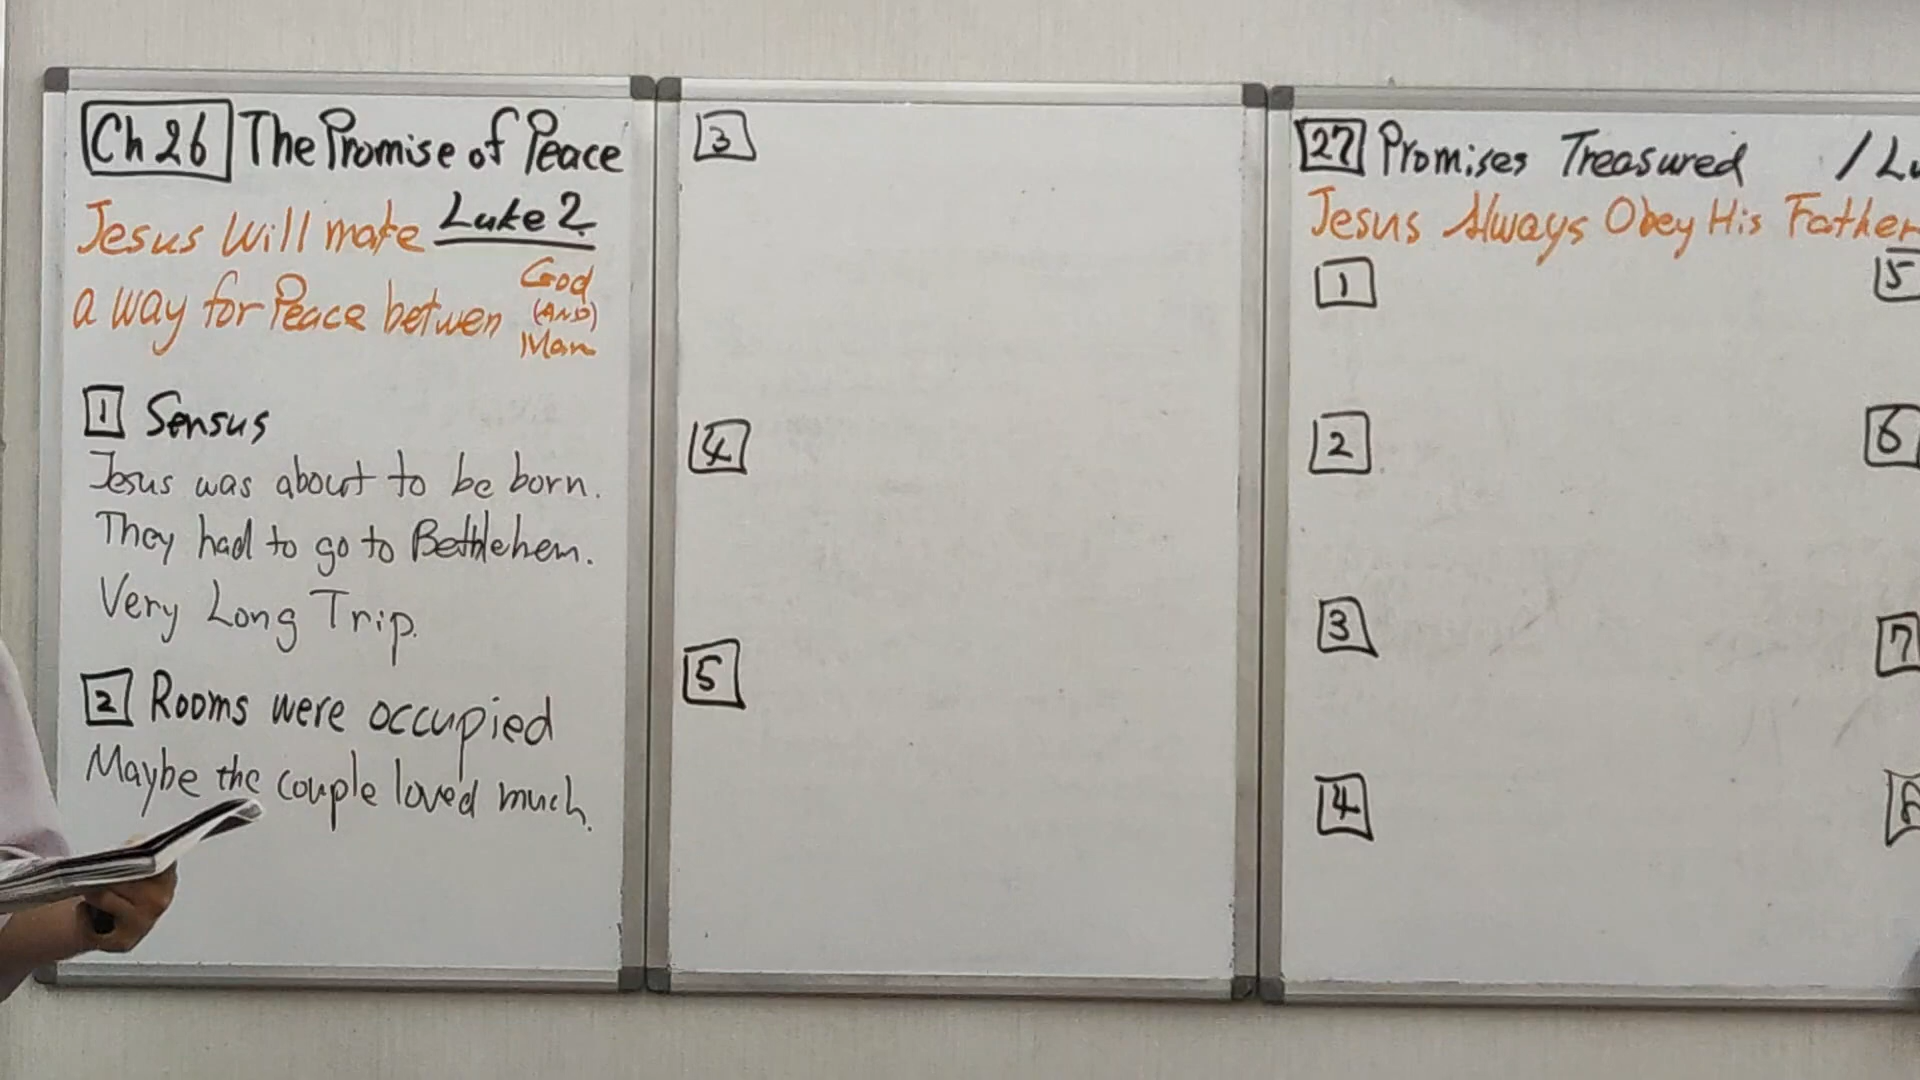 Ch 26 The Promise of Peace
Luke 2
Jesus Will make
a way for Peace betwen God (AND) Man
1 Sensus
Jesus was about to be born.
They had to go to Bethlehem.
Very Long Trip.
2 Rooms were occupied
Maybe the couple loved much.
3
4
5
27 Promises Treasured /
Jesus Always Obey His Father
1
2
3
4
5
6
7